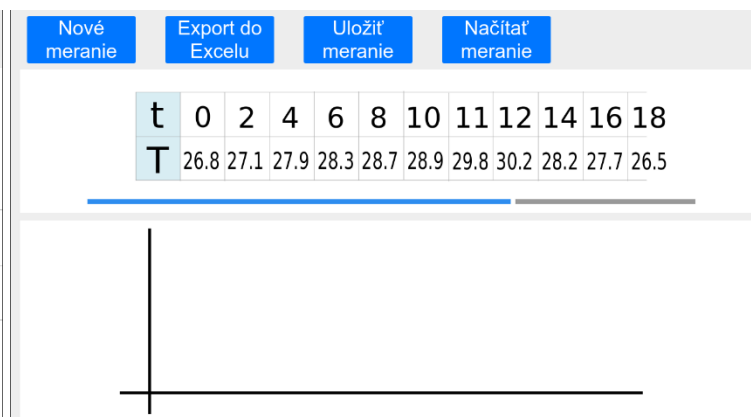 Nové meranie
Export do Excelu
Uložiť meranie
Načítať meranie
t 0 2 4 6 8 10 11 12 14 16 18
T 26.8 27.1 27.9 28.3 28.7 28.9 29.8 30.2 28.2 27.7 26.5